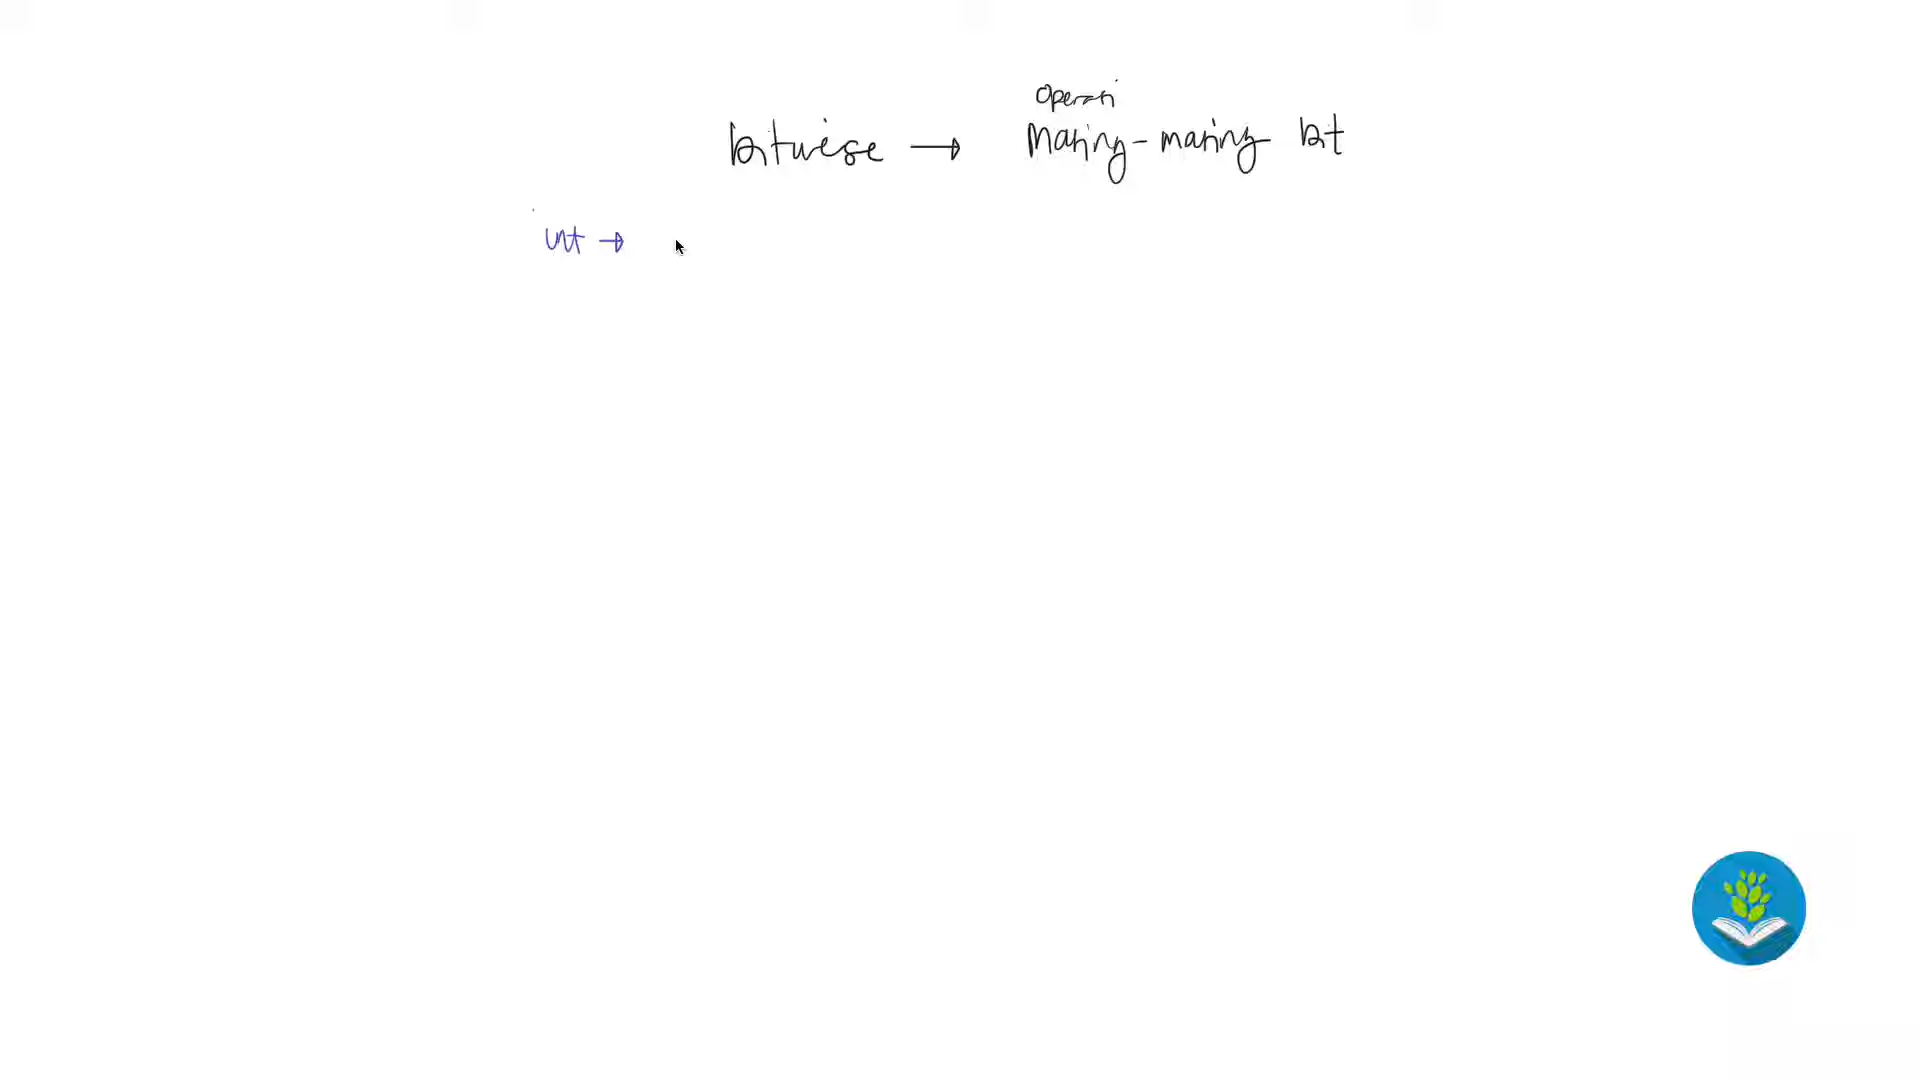 Operasi
bitwise → Masing-masing bit
int →